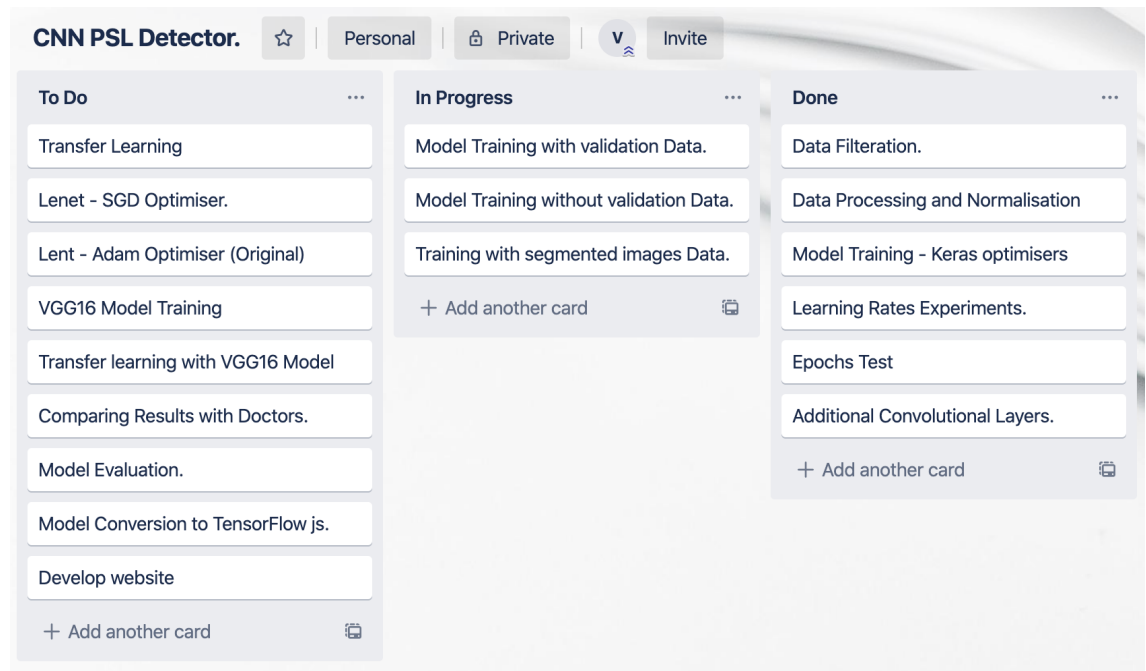 CNN PSL Detector.
Personal
Private
V
Invite
To Do
Transfer Learning
Lenet - SGD Optimiser.
Lent - Adam Optimiser (Original)
VGG16 Model Training
Transfer learning with VGG16 Model
Comparing Results with Doctors.
Model Evaluation.
Model Conversion to TensorFlow js.
Develop website
+ Add another card
In Progress
Model Training with validation Data.
Model Training without validation Data.
Training with segmented images Data.
+ Add another card
Done
Data Filteration.
Data Processing and Normalisation
Model Training - Keras optimisers
Learning Rates Experiments.
Epochs Test
Additional Convolutional Layers.
+ Add another card